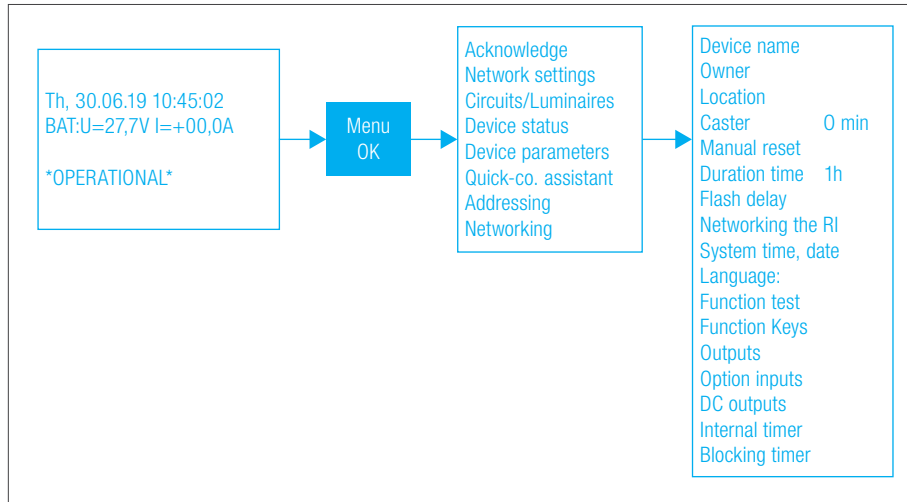 Th, 30.06.19 10:45:02
BAT:U=27,7V I=+00,0A
*OPERATIONAL*
Menu
OK
Acknowledge
Network settings
Circuits/Luminaires
Device status
Device parameters
Quick-co. assistant
Addressing
Networking
Device name
Owner
Location
Caster 0 min
Manual reset
Duration time 1h
Flash delay
Networking the RI
System time, date
Language:
Function test
Function Keys
Outputs
Option inputs
DC outputs
Internal timer
Blocking timer